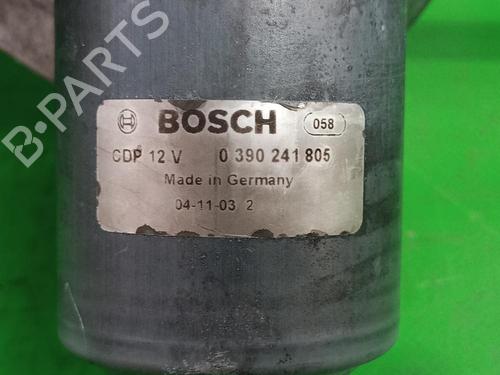 B-PARTS
BOSCH 058
CDP 12 V 0 390 241 805
Made in Germany
04-11-03 2